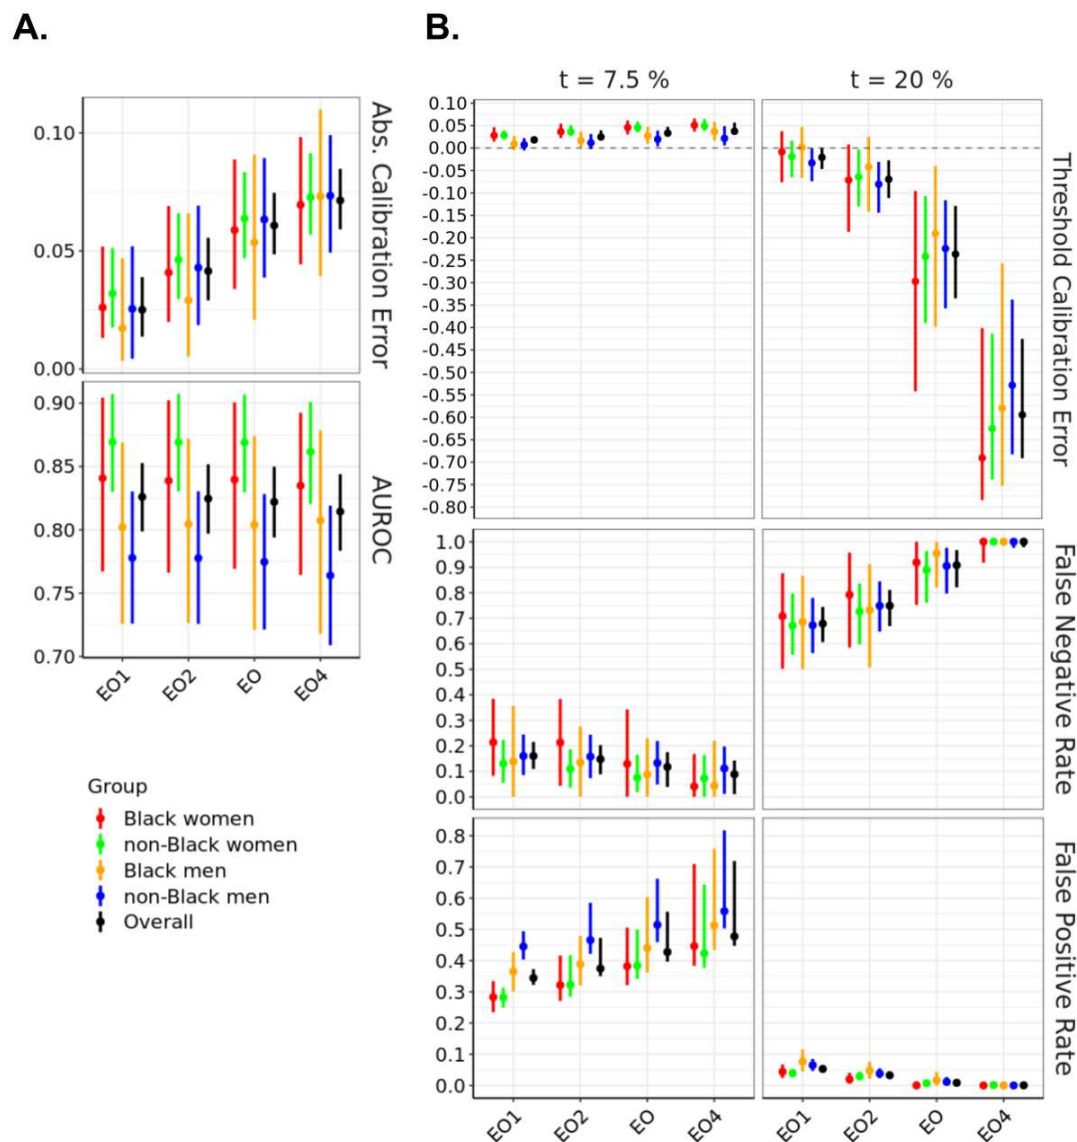 A.
B.
t = 7.5 %
t = 20 %
0.10
0.05
0.00
Abs. Calibration Error
0.90
0.85
0.80
0.75
0.70
AUROC
EO1
EO2
EO
EO4
Group
Black women
non-Black women
Black men
non-Black men
Overall
0.10
0.05
0.00
-0.05
-0.10
-0.15
-0.20
-0.25
-0.30
-0.35
-0.40
-0.45
-0.50
-0.55
-0.60
-0.65
-0.70
-0.75
-0.80
Threshold Calibration Error
1.0
0.9
0.8
0.7
0.6
0.5
0.4
0.3
0.2
0.1
0.0
False Negative Rate
0.8
0.7
0.6
0.5
0.4
0.3
0.2
0.1
0.0
False Positive Rate
EO1
EO2
EO
EO4
EO1
EO2
EO
EO4